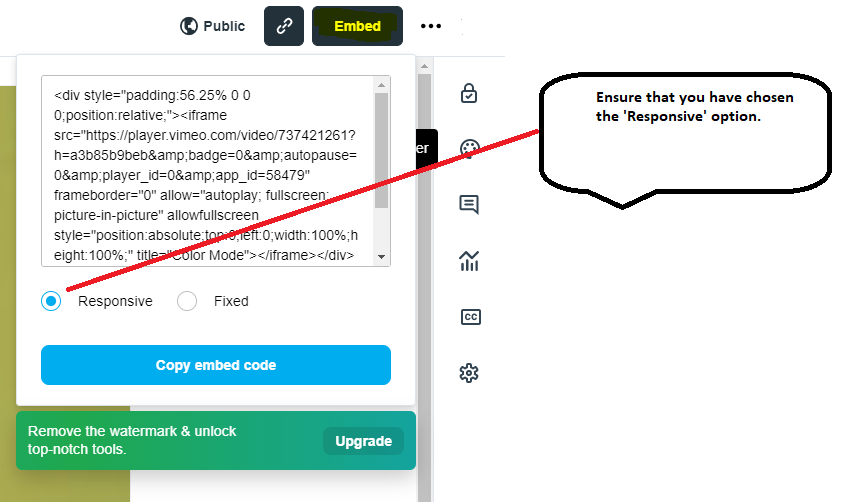 Public
Embed
<div style="padding:56.25% 0 0
0;position:relative;"><iframe
src="https://player.vimeo.com/video/737421261?
h=a3b85b9beb&amp;badge=0&amp;autopause=
0&amp;player_id=0&amp;app_id=58479"
frameborder="0" allow="autoplay; fullscreen;
picture-in-picture" allowfullscreen
style="position:absolute;top:0;left:0;width:100%;h
eight:100%;" title="Color Mode"></iframe></div>
er
Responsive
Fixed
Copy embed code
Remove the watermark & unlock
top-notch tools.
Upgrade
CC
Ensure that you have chosen
the 'Responsive' option.